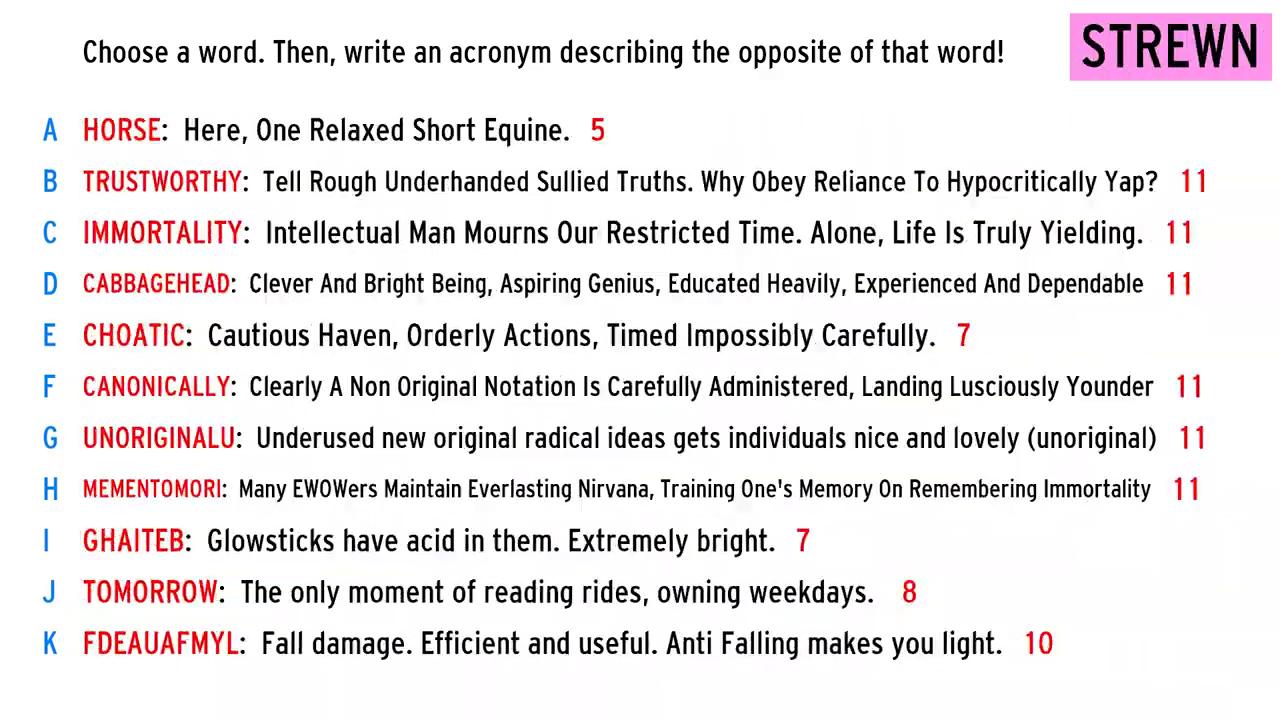 Choose a word. Then, write an acronym describing the opposite of that word!
STREWN
A HORSE: Here, One Relaxed Short Equine. 5
B TRUSTWORTHY: Tell Rough Underhanded Sullied Truths. Why Obey Reliance To Hypocritically Yap? 11
C IMMORTALITY: Intellectual Man Mourns Our Restricted Time. Alone, Life Is Truly Yielding. 11
D CABBAGEHEAD: Clever And Bright Being, Aspiring Genius, Educated Heavily, Experienced And Dependable 11
E CHOATIC: Cautious Haven, Orderly Actions, Timed Impossibly Carefully. 7
F CANONICALLY: Clearly A Non Original Notation Is Carefully Administered, Landing Lusciously Younder 11
G UNORIGINALU: Underused new original radical ideas gets individuals nice and lovely (unoriginal) 11
H MEMENTOMORI: Many EWOWers Maintain Everlasting Nirvana, Training One's Memory On Remembering Immortality 11
I GHAITEB: Glowsticks have acid in them. Extremely bright. 7
J TOMORROW: The only moment of reading rides, owning weekdays. 8
K FDEAUAFMYL: Fall damage. Efficient and useful. Anti Falling makes you light. 10